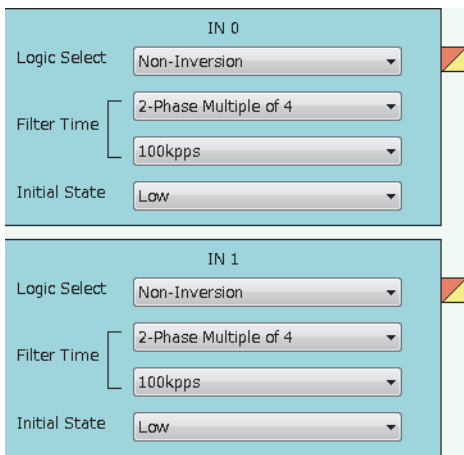 IN 0
Logic Select Non-Inversion
2-Phase Multiple of 4
Filter Time
100kpps
Initial State Low
IN 1
Logic Select Non-Inversion
2-Phase Multiple of 4
Filter Time
100kpps
Initial State Low